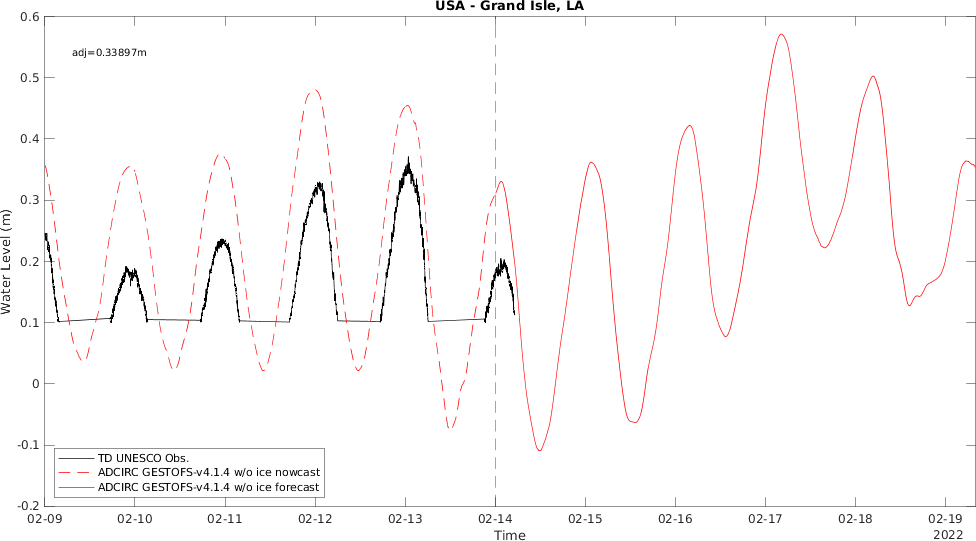 USA - Grand Isle, LA
adj=0.33897m
0.6
0.5
0.4
0.3
0.2
0.1
0
-0.1
-0.2
Water Level (m)
TD UNESCO Obs.
ADCIRC GESTOFS-v4.1.4 w/o ice nowcast
ADCIRC GESTOFS-v4.1.4 w/o ice forecast
02-09 02-10 02-11 02-12 02-13 02-14 02-15 02-16 02-17 02-18 02-19
Time
2022